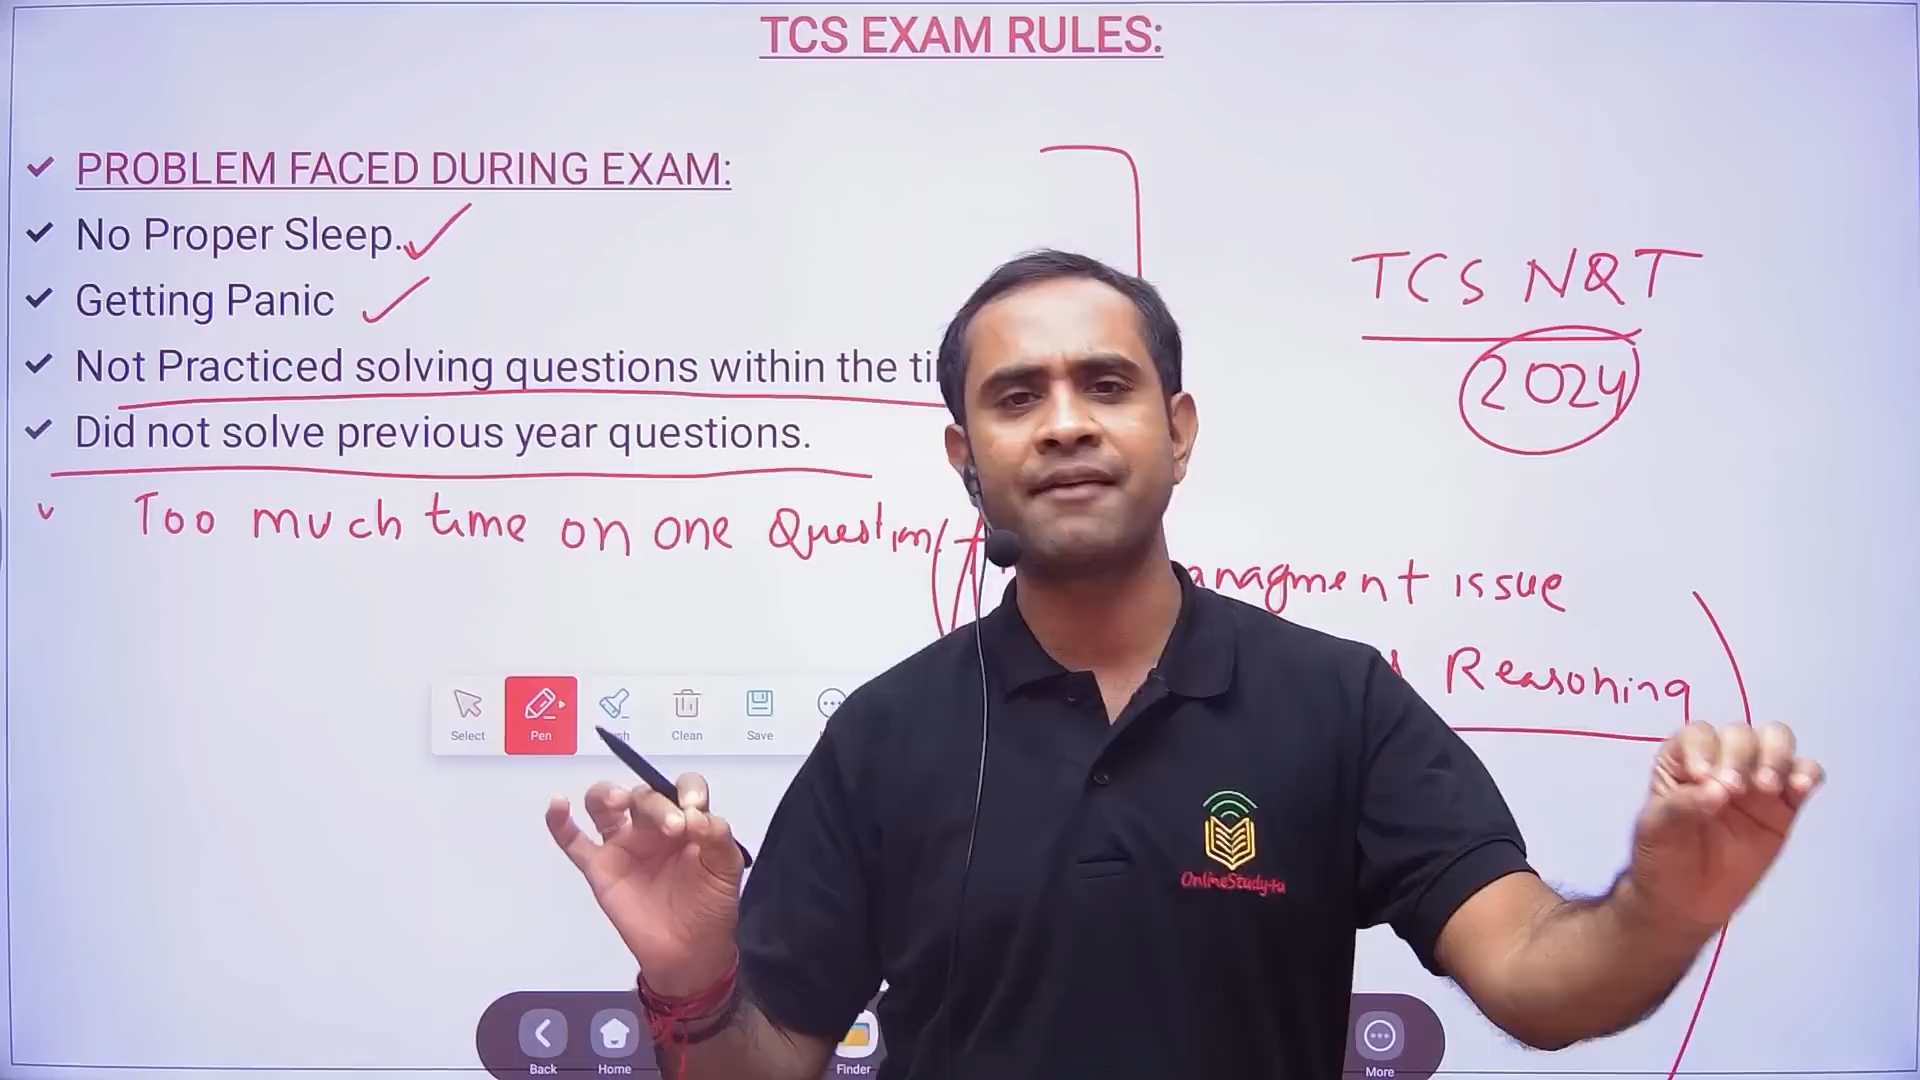 TCS EXAM RULES:
PROBLEM FACED DURING EXAM:
No Proper Sleep.
Getting Panic
TCS NQT
2024
Not Practiced solving questions within the
Did not solve previous year questions.
Too much time on one Question/
anagment issue
Reasoning
Select
Pen
Clean
Save
OnlineStudy4u
Back
Home
Finder
More